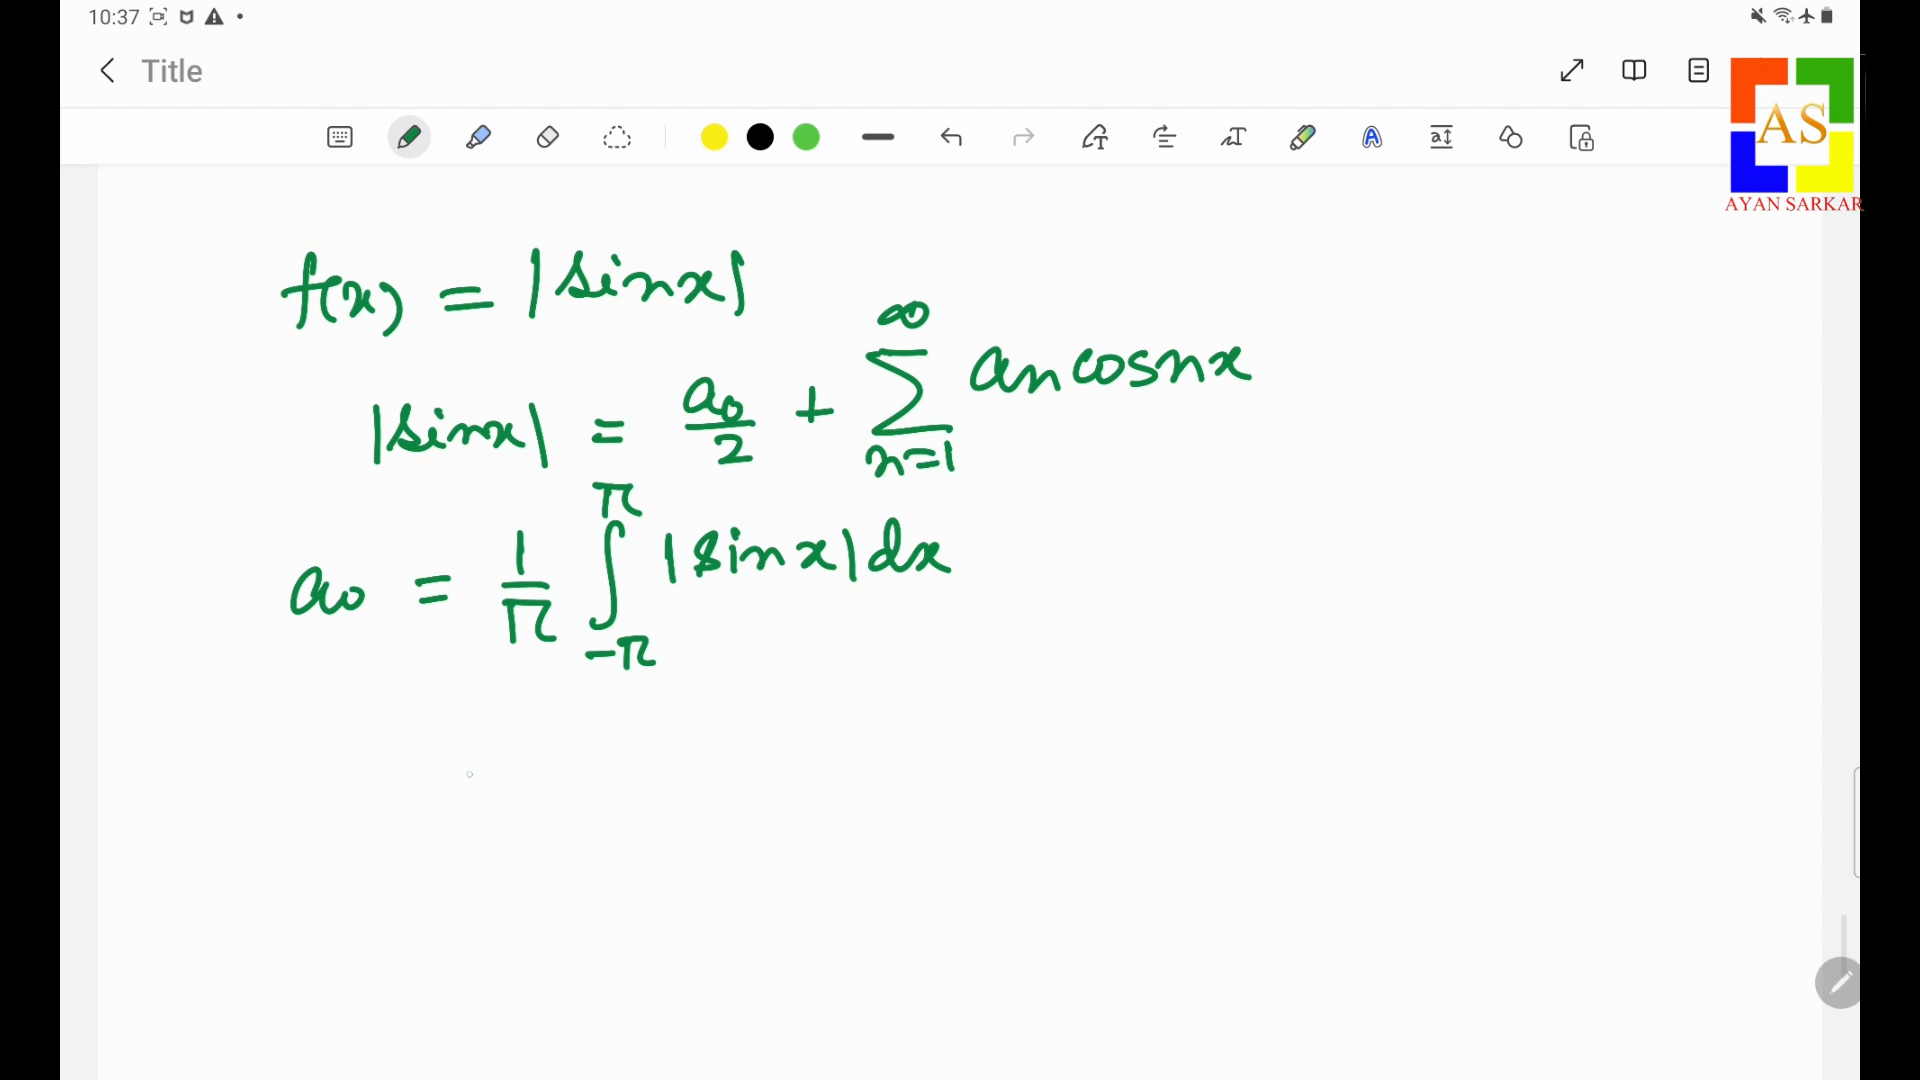 10:37
Title
AS
AYAN SARKAR
f(x) = |sinx|
|sinx| = a₀/2 + ∑_{n=1}^{∞} an cosnx
a₀ = 1/π ∫_{-π}^{π} |sinx| dx